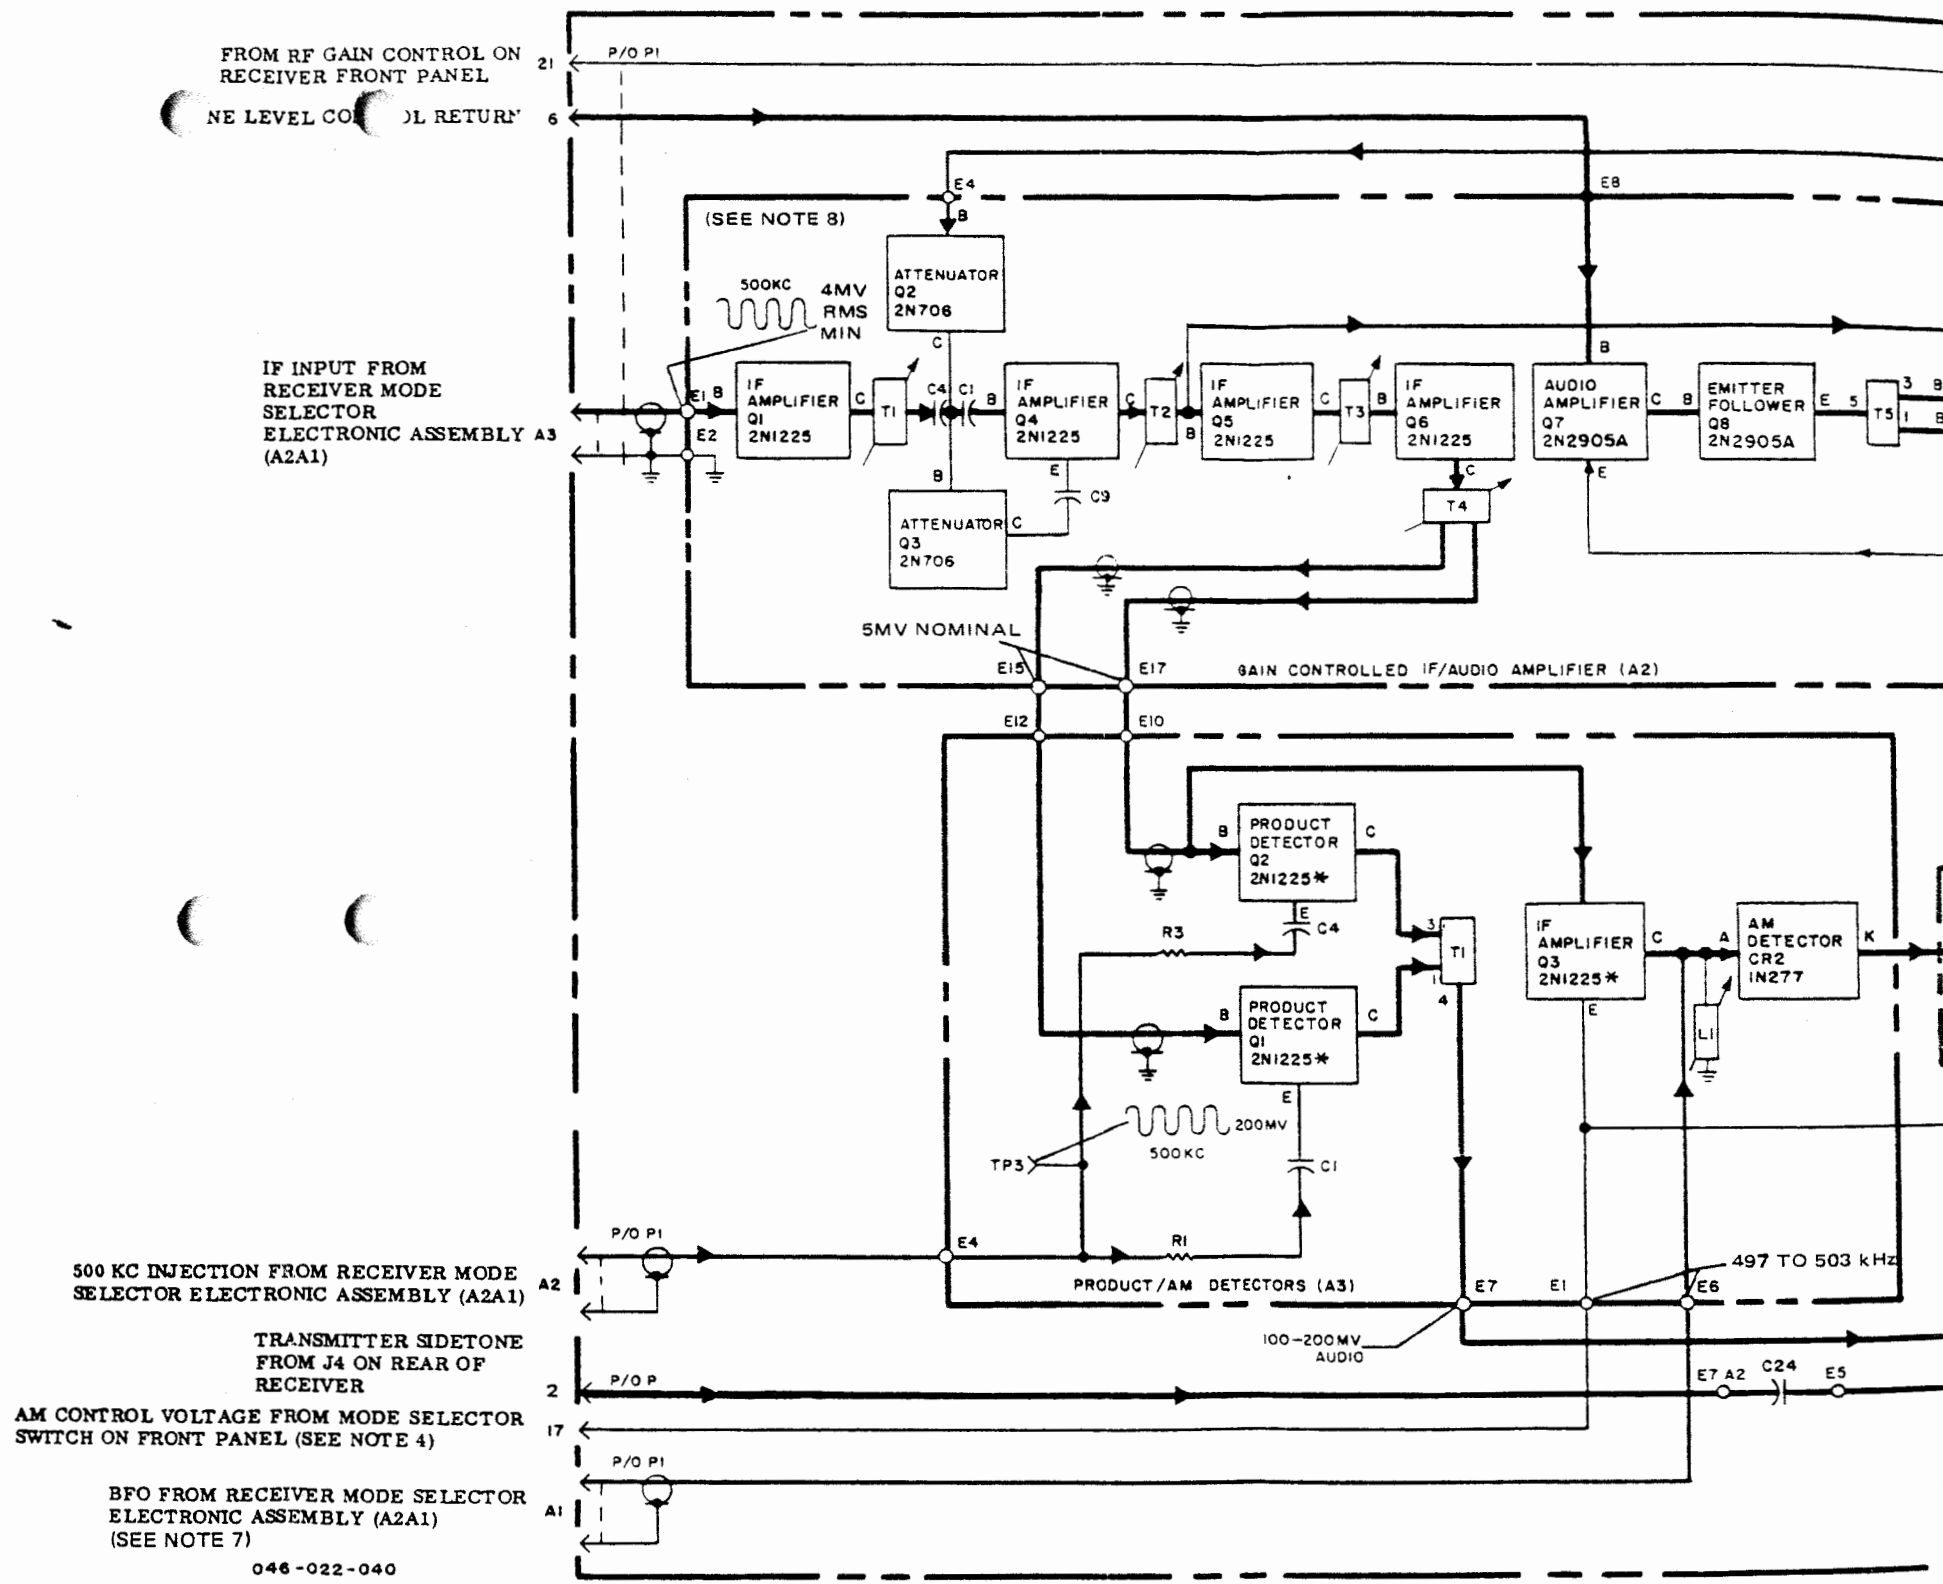 FROM RF GAIN CONTROL ON
RECEIVER FRONT PANEL
21
P/O P1
NE LEVEL CO
OL RETURN
6
E4
B
E8
(SEE NOTE 8)
ATTENUATOR
Q2
2N706
C
500KC
4MV
RMS
MIN
B
IF INPUT FROM
RECEIVER MODE
SELECTOR
ELECTRONIC ASSEMBLY
(A2A1)
A3
E1
B
E2
IF
AMPLIFIER
Q1
2N1225
C
T1
C4
C1
B
IF
AMPLIFIER
Q4
2N1225
C
T2
B
IF
AMPLIFIER
Q5
2N1225
C
T3
B
IF
AMPLIFIER
Q6
2N1225
C
AUDIO
AMPLIFIER
Q7
2N2905A
C
B
EMITTER
FOLLOWER
Q8
2N2905A
E
5
T5
3
B
1
B
E
T4
B
E
C9
ATTENUATOR
Q3
2N706
C
5MV NOMINAL
E15
E17
GAIN CONTROLLED IF/AUDIO AMPLIFIER (A2)
E12
E10
B
PRODUCT
DETECTOR
Q2
2N1225*
C
E
C4
R3
3
T1
1
4
IF
AMPLIFIER
Q3
2N1225*
C
E
A
AM
DETECTOR
CR2
1N277
K
L1
B
PRODUCT
DETECTOR
Q1
2N1225*
C
E
200MV
500KC
TP3
C1
P/O P1
500 KC INJECTION FROM RECEIVER MODE
SELECTOR ELECTRONIC ASSEMBLY (A2A1)
A2
E4
R1
PRODUCT/AM DETECTORS (A3)
E7
E1
E6
497 TO 503 kHz
100-200MV
AUDIO
TRANSMITTER SIDETONE
FROM J4 ON REAR OF
RECEIVER
2
P/O P
E7 A2
C24
E5
AM CONTROL VOLTAGE FROM MODE SELECTOR
SWITCH ON FRONT PANEL (SEE NOTE 4)
17
P/O P1
BFO FROM RECEIVER MODE SELECTOR
ELECTRONIC ASSEMBLY (A2A1)
(SEE NOTE 7)
A1
046-022-040